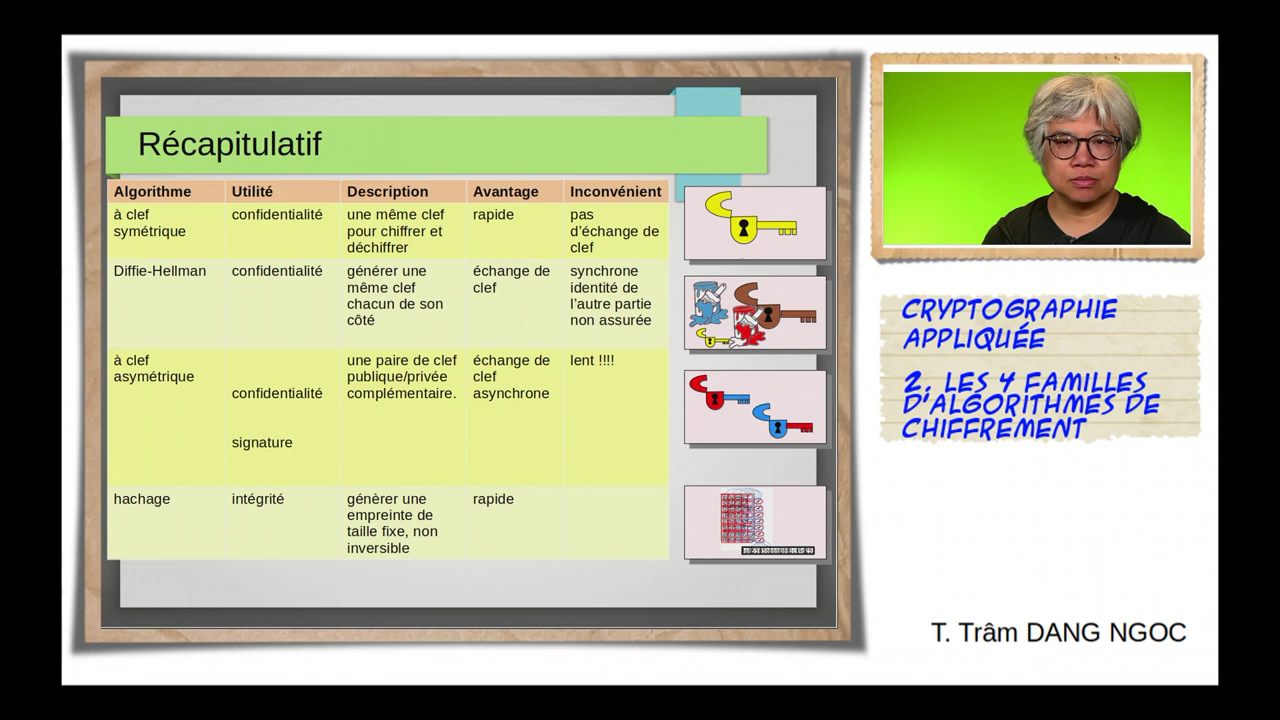 Récapitulatif
Algorithme Utilité Description Avantage Inconvénient
à clef symétrique
confidentialité
une même clef pour chiffrer et déchiffrer
rapide
pas d'échange de clef
Diffie-Hellman
confidentialité
générer une même clef chacun de son côté
échange de clef
synchrone identité de l'autre partie non assurée
à clef asymétrique
confidentialité
signature
une paire de clef publique/privée complémentaire.
échange de clef asynchrone
lent !!!!
hachage
intégrité
génèrer une empreinte de taille fixe, non inversible
rapide
CRYPTOGRAPHIE
APPLIQUÉE
2. LES 4 FAMILLES
D'ALGORITHMES DE
CHIFFREMENT
T. Trâm DANG NGOC